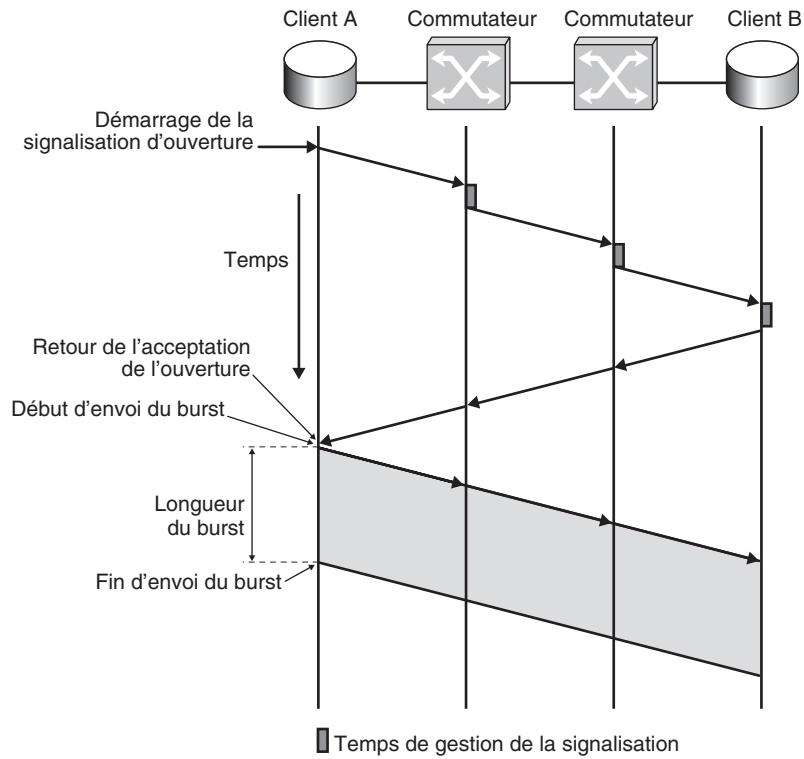 Client A
Commutateur
Commutateur
Client B
Démarrage de la
signalisation d’ouverture
Temps
Retour de l’acceptation
de l’ouverture
Début d’envoi du burst
Longueur
du burst
Fin d’envoi du burst
Temps de gestion de la signalisation